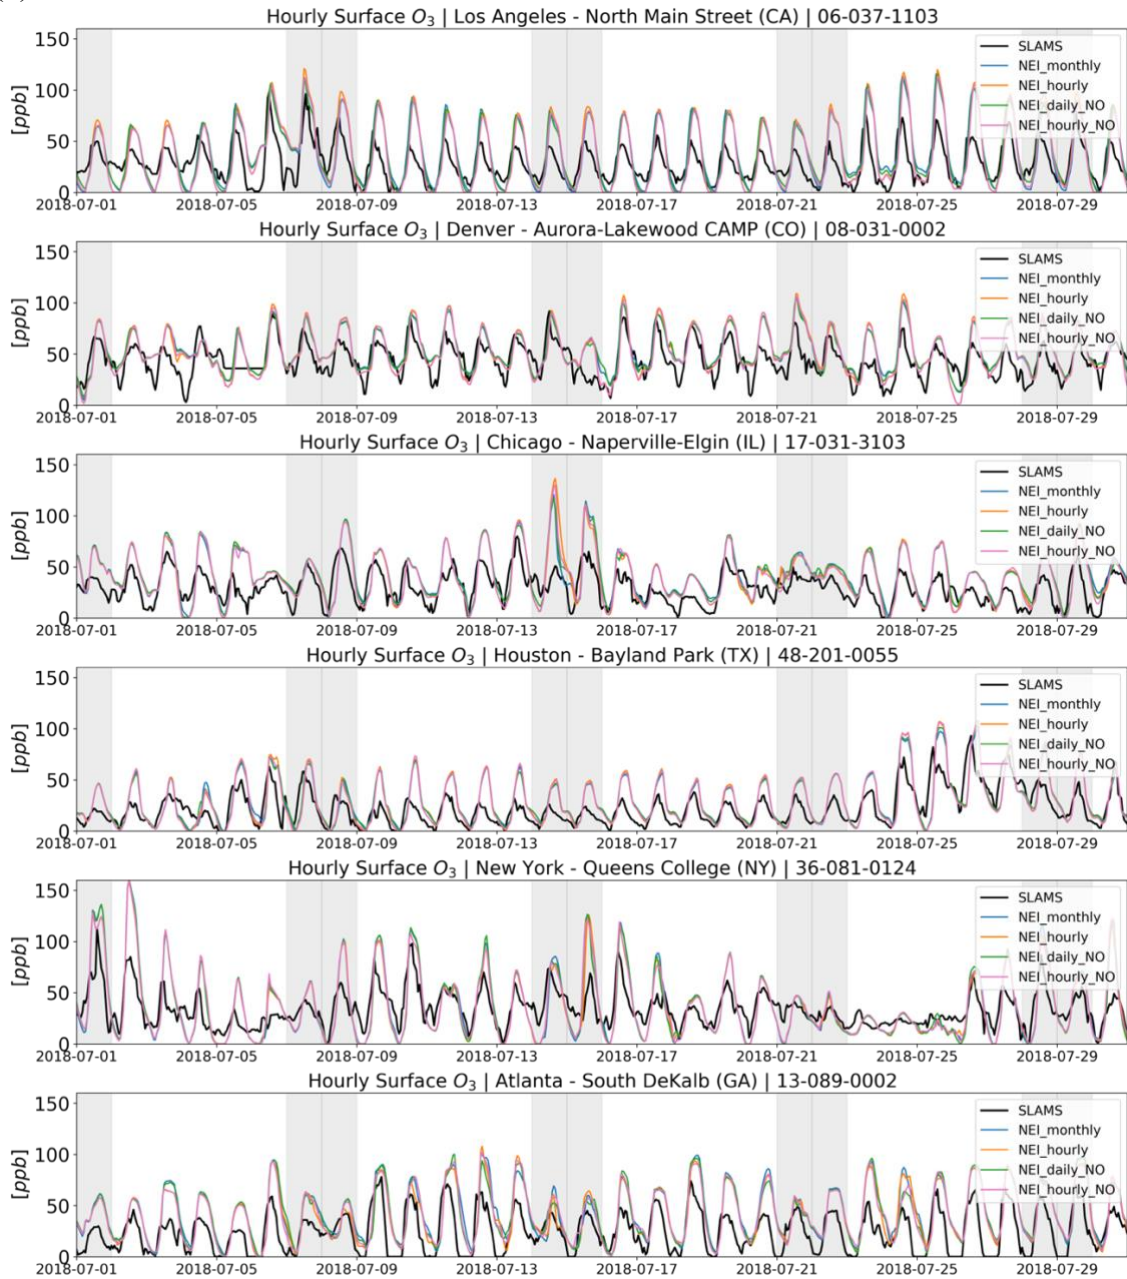 Hourly Surface O3 | Los Angeles - North Main Street (CA) | 06-037-1103
150
100
50
0
[ppb]
SLAMS
NEI_monthly
NEI_hourly
NEI_daily_NO
NEI_hourly_NO
2018-07-01 2018-07-05 2018-07-09 2018-07-13 2018-07-17 2018-07-21 2018-07-25 2018-07-29
Hourly Surface O3 | Denver - Aurora-Lakewood CAMP (CO) | 08-031-0002
150
100
50
0
[ppb]
SLAMS
NEI_monthly
NEI_hourly
NEI_daily_NO
NEI_hourly_NO
2018-07-01 2018-07-05 2018-07-09 2018-07-13 2018-07-17 2018-07-21 2018-07-25 2018-07-29
Hourly Surface O3 | Chicago - Naperville-Elgin (IL) | 17-031-3103
150
100
50
0
[ppb]
SLAMS
NEI_monthly
NEI_hourly
NEI_daily_NO
NEI_hourly_NO
2018-07-01 2018-07-05 2018-07-09 2018-07-13 2018-07-17 2018-07-21 2018-07-25 2018-07-29
Hourly Surface O3 | Houston - Bayland Park (TX) | 48-201-0055
150
100
50
0
[ppb]
SLAMS
NEI_monthly
NEI_hourly
NEI_daily_NO
NEI_hourly_NO
2018-07-01 2018-07-05 2018-07-09 2018-07-13 2018-07-17 2018-07-21 2018-07-25 2018-07-29
Hourly Surface O3 | New York - Queens College (NY) | 36-081-0124
150
100
50
0
[ppb]
SLAMS
NEI_monthly
NEI_hourly
NEI_daily_NO
NEI_hourly_NO
2018-07-01 2018-07-05 2018-07-09 2018-07-13 2018-07-17 2018-07-21 2018-07-25 2018-07-29
Hourly Surface O3 | Atlanta - South DeKalb (GA) | 13-089-0002
150
100
50
0
[ppb]
SLAMS
NEI_monthly
NEI_hourly
NEI_daily_NO
NEI_hourly_NO
2018-07-01 2018-07-05 2018-07-09 2018-07-13 2018-07-17 2018-07-21 2018-07-25 2018-07-29